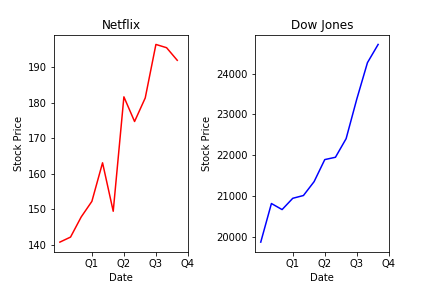 Netflix
Stock Price
190
180
170
160
150
140
Q1 Q2 Q3 Q4
Date
Dow Jones
Stock Price
24000
23000
22000
21000
20000
Q1 Q2 Q3 Q4
Date